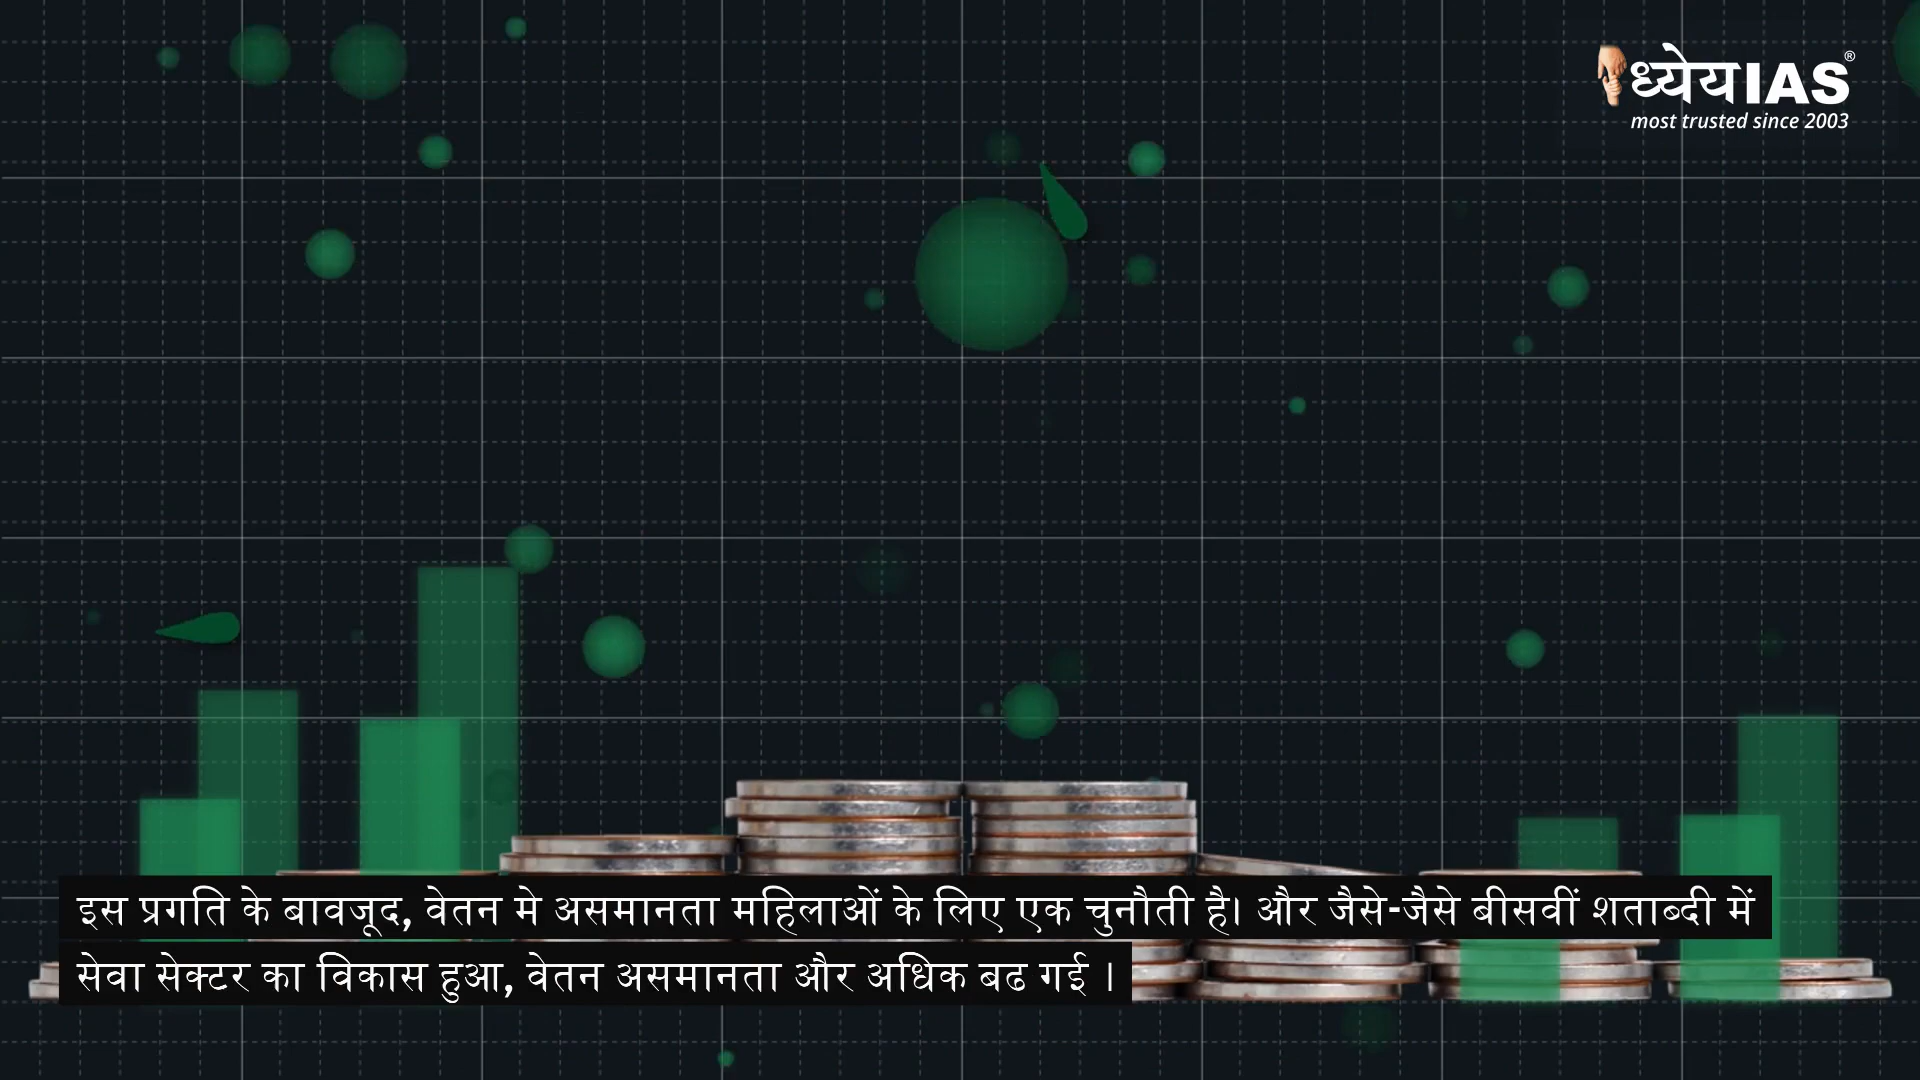 ध्येयIAS®
most trusted since 2003
इस प्रगति के बावजूद, वेतन मे असमानता महिलाओं के लिए एक चुनौती है। और जैसे-जैसे बीसवीं शताब्दी में
सेवा सेक्टर का विकास हुआ, वेतन असमानता और अधिक बढ गई ।